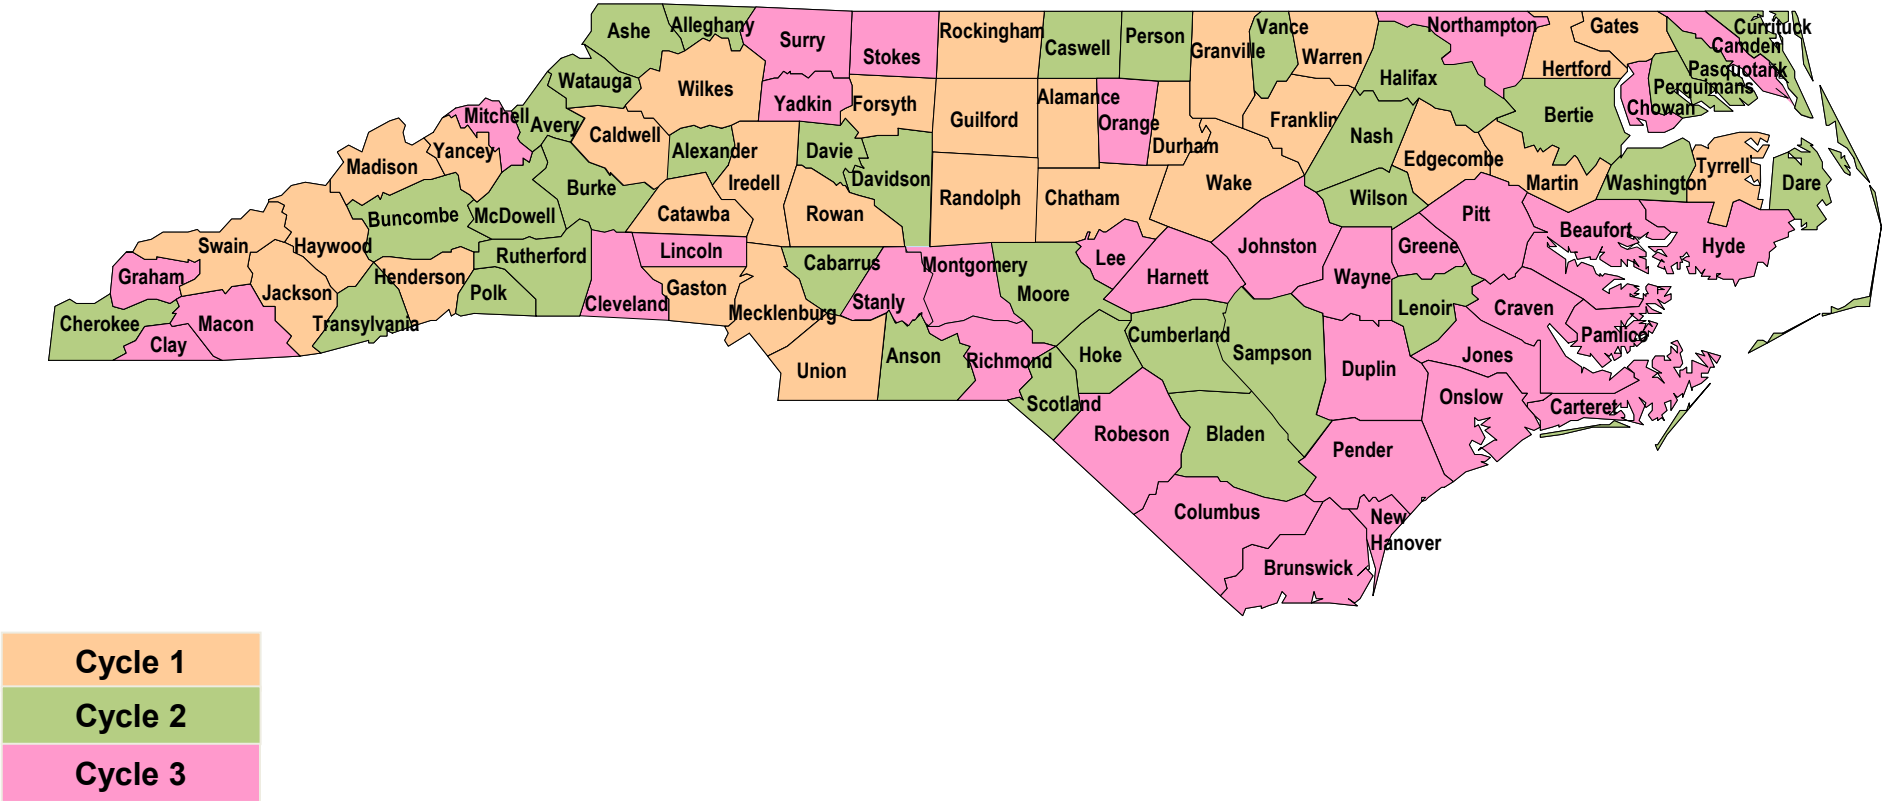 Ashe
Alleghany
Surry
Stokes
Rockingham
Caswell
Person
Granville
Vance
Warren
Northampton
Gates
Currituck
Camden
Hertford
Halifax
Pasquotank
Perquimans
Chowan
Bertie
Watauga
Wilkes
Yadkin
Forsyth
Guilford
Alamance
Orange
Durham
Franklin
Nash
Edgecombe
Martin
Washington
Tyrrell
Dare
Mitchell
Avery
Caldwell
Alexander
Iredell
Davie
Davidson
Randolph
Chatham
Wake
Wilson
Madison
Yancey
Burke
McDowell
Buncombe
Catawba
Rowan
Pitt
Beaufort
Hyde
Swain
Haywood
Rutherford
Lincoln
Cabarrus
Montgomery
Lee
Harnett
Johnston
Greene
Wayne
Graham
Jackson
Henderson
Polk
Cleveland
Gaston
Mecklenburg
Stanly
Moore
Lenoir
Craven
Pamlico
Cherokee
Macon
Clay
Transylvania
Union
Anson
Richmond
Hoke
Cumberland
Sampson
Duplin
Jones
Onslow
Carteret
Scotland
Robeson
Bladen
Pender
Columbus
New
Hanover
Brunswick
Cycle 1
Cycle 2
Cycle 3